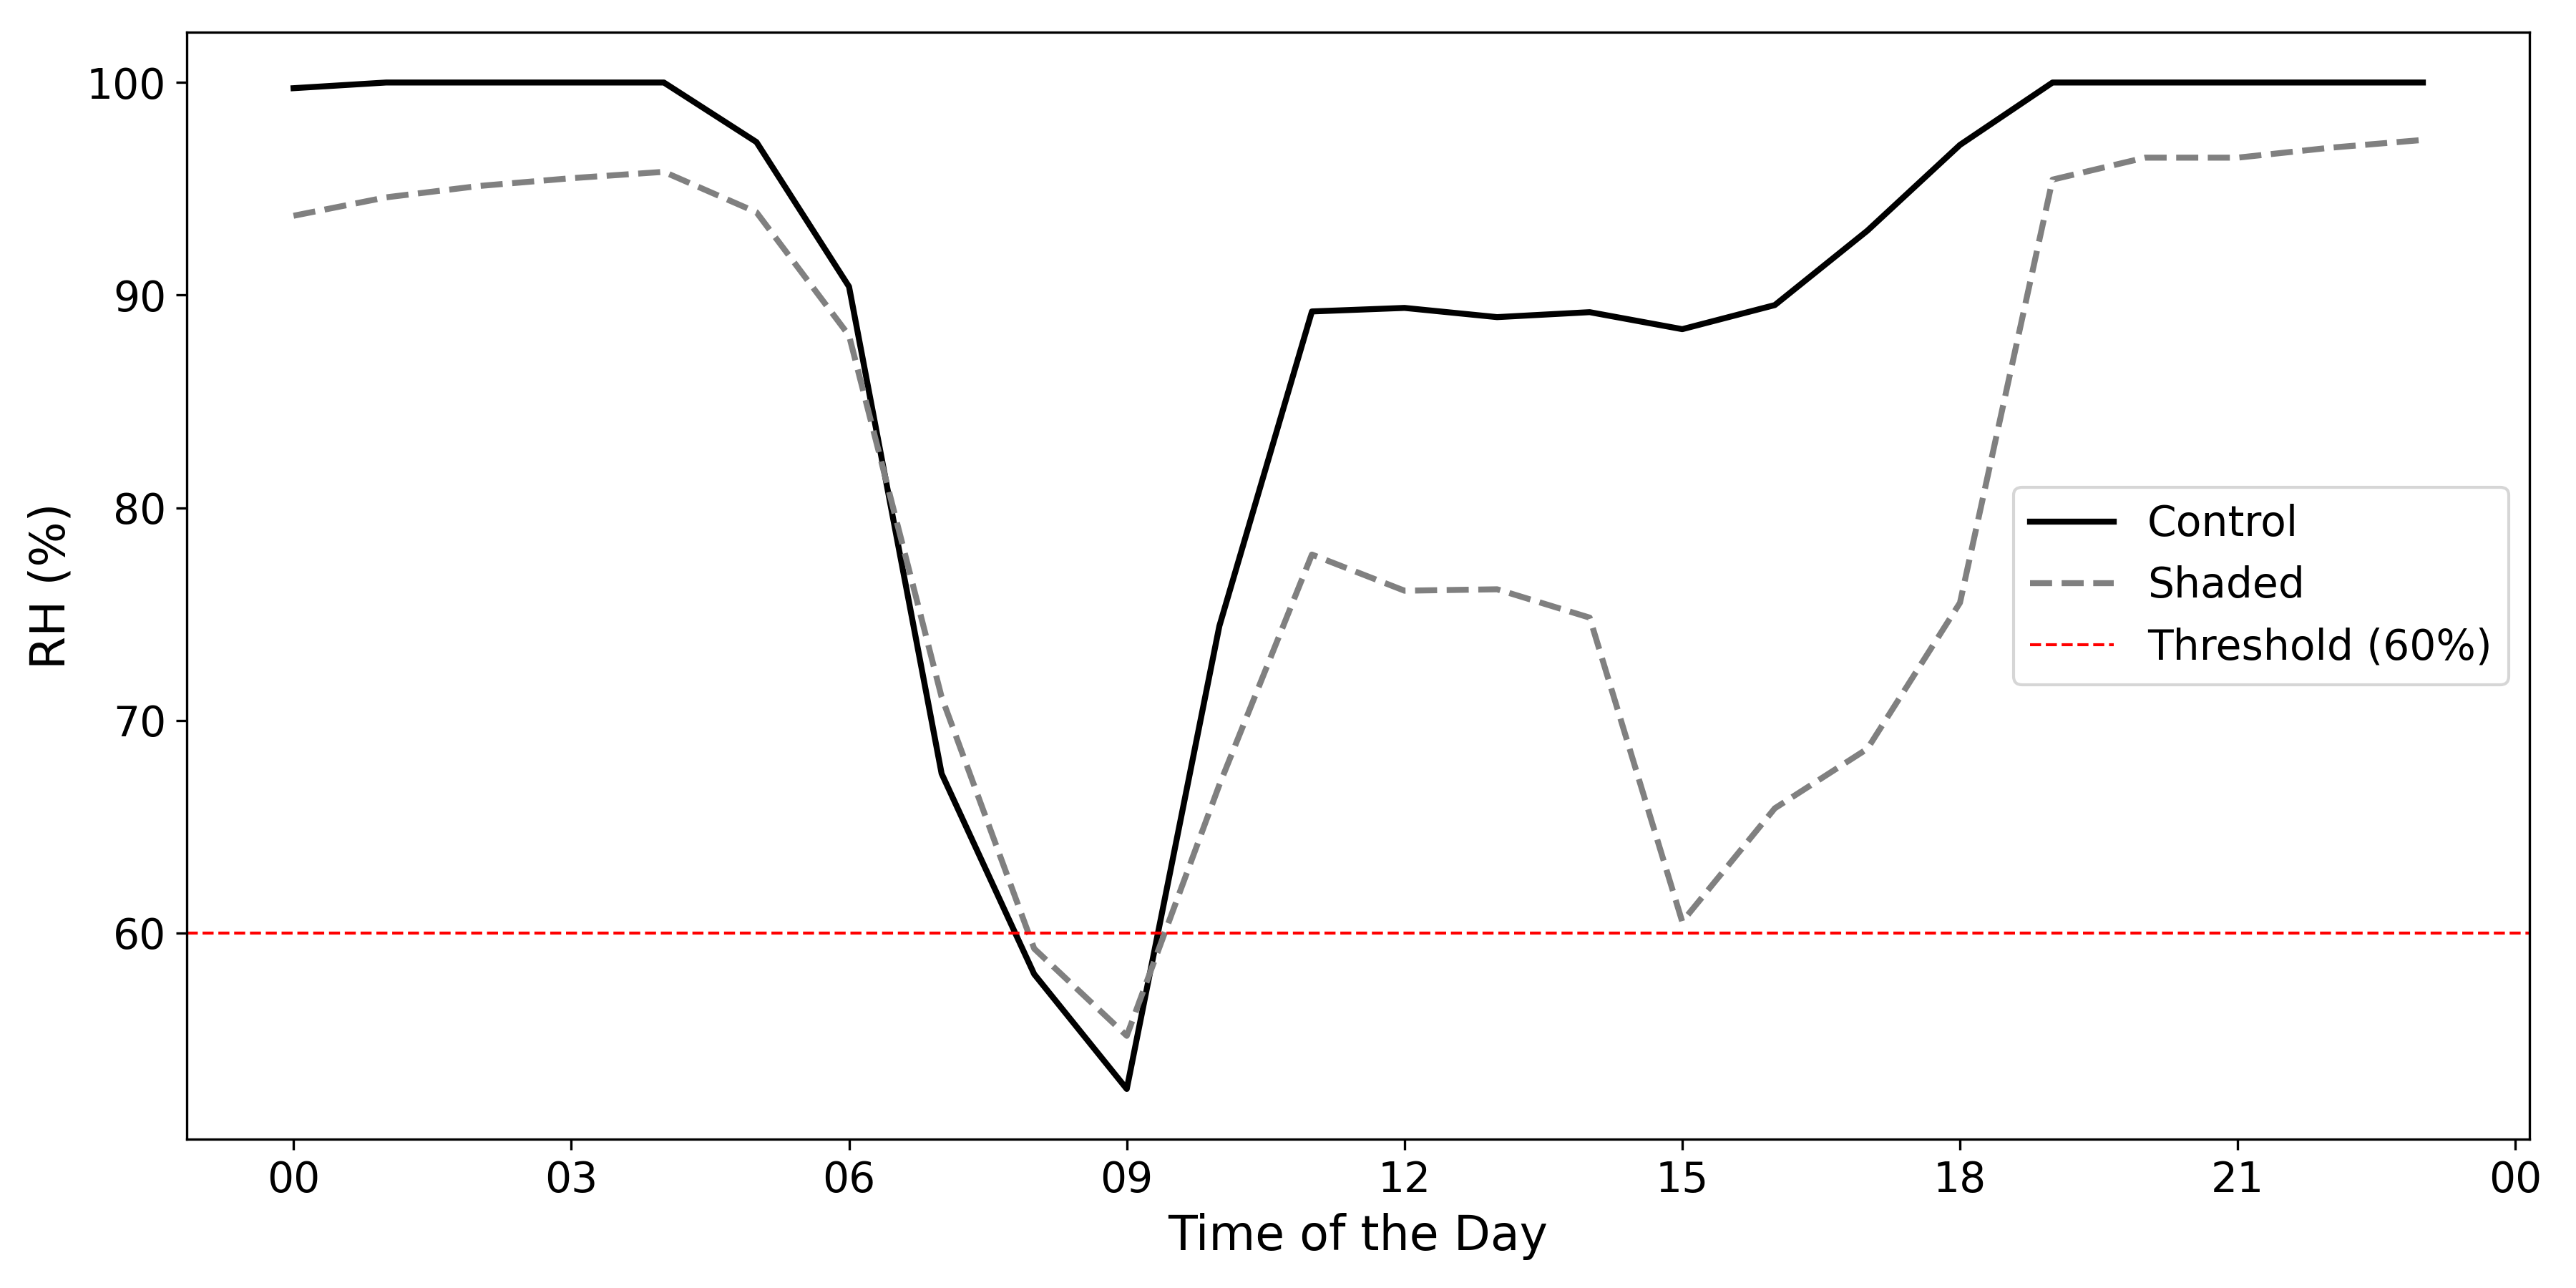 100
90
80
70
60
RH (%)
Control
Shaded
Threshold (60%)
00 03 06 09 12 15 18 21 00
Time of the Day